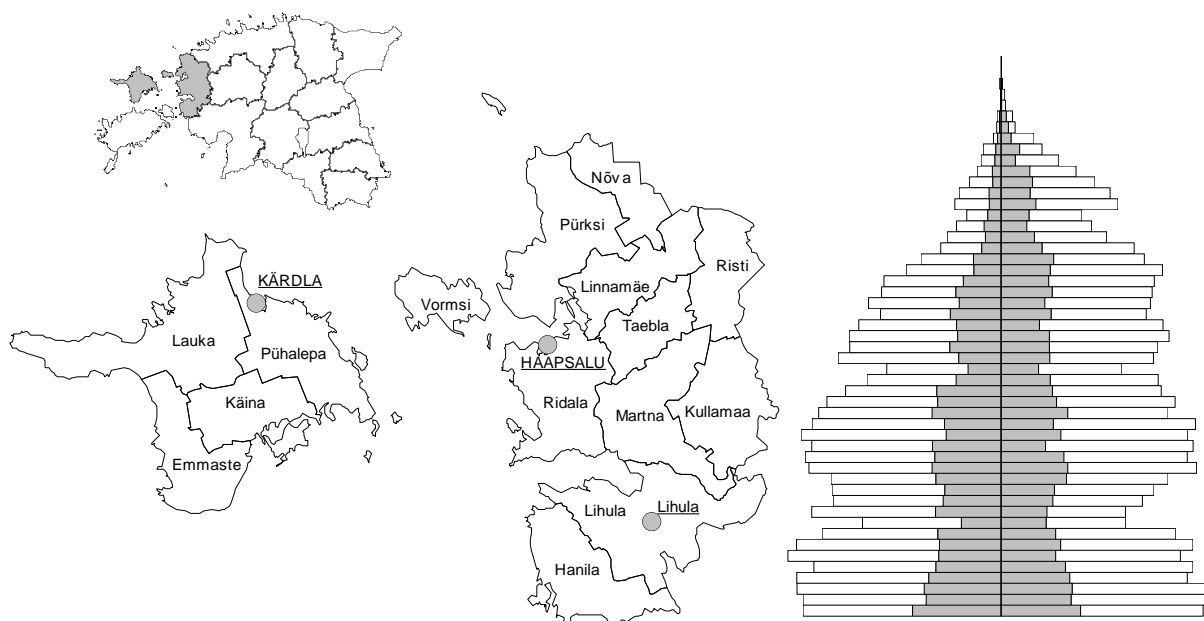 KÄRDLA
Lauka
Pühalepa
Käina
Emmaste
Nõva
Pürksi
Risti
Linnamäe
Vormsi
Taebla
HAAPSALU
Ridala
Martna
Kullamaa
Lihula
Lihula
Hanila